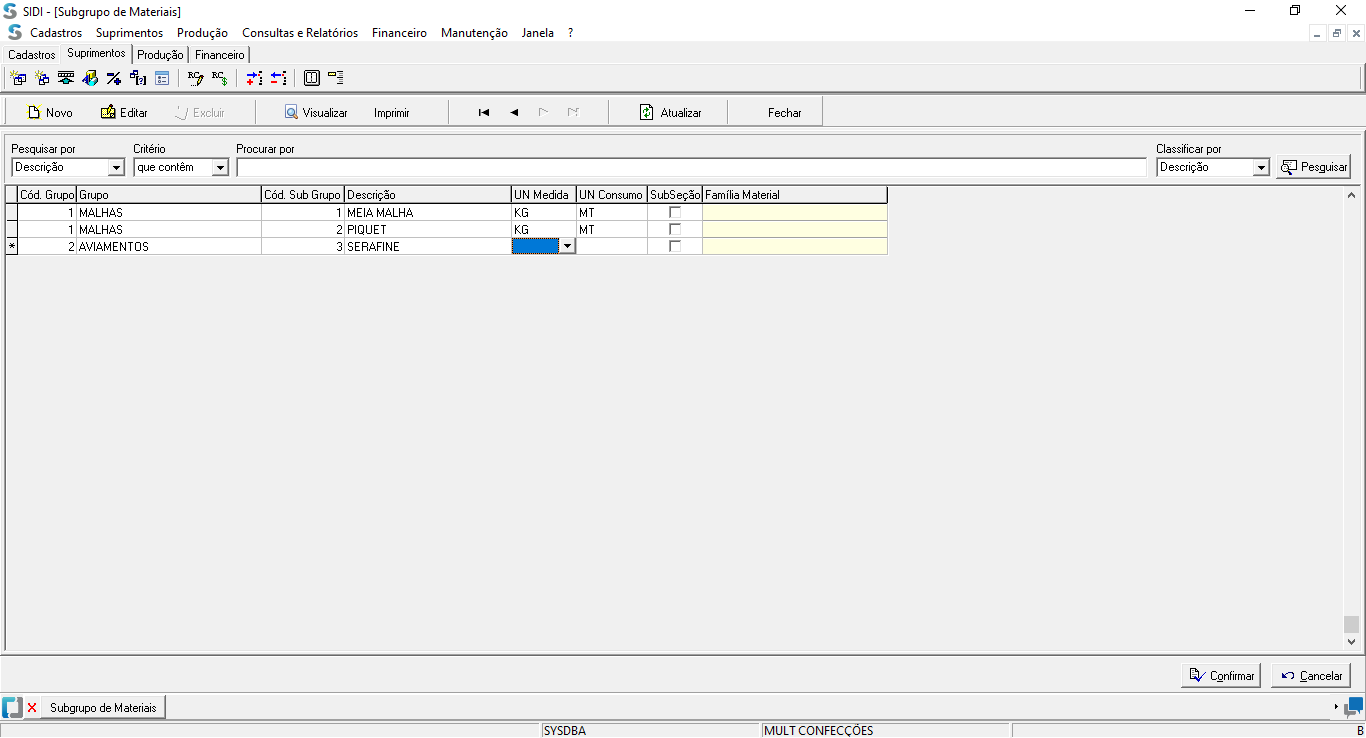 SIDI - [Subgrupo de Materiais]
Cadastros Suprimentos Produção Consultas e Relatórios Financeiro Manutenção Janela ?
Cadastros Suprimentos Produção Financeiro
Novo Editar Excluir Visualizar Imprimir Atualizar Fechar
Pesquisar por Critério Procurar por Classificar por
Descrição que contêm Descrição Pesquisar
Cód. Grupo Grupo Cód. Sub Grupo Descrição UN Medida UN Consumo SubSeção Família Material
1 MALHAS 1 MEIA MALHA KG MT
1 MALHAS 2 PIQUET KG MT
* 2 AVIAMENTOS 3 SERAFINE
Confirmar Cancelar
Subgrupo de Materiais
SYSDBA MULT CONFECÇÕES B